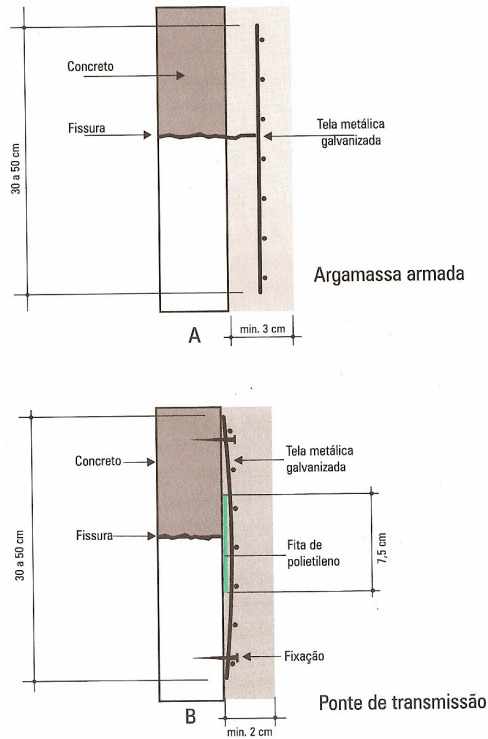 Concreto
Fissura
30 a 50 cm
Tela metálica
galvanizada
Argamassa armada
A
min. 3 cm
Concreto
Tela metálica
galvanizada
Fissura
30 a 50 cm
Fita de
polietileno
7,5 cm
Fixação
Ponte de transmissão
B
min. 2 cm